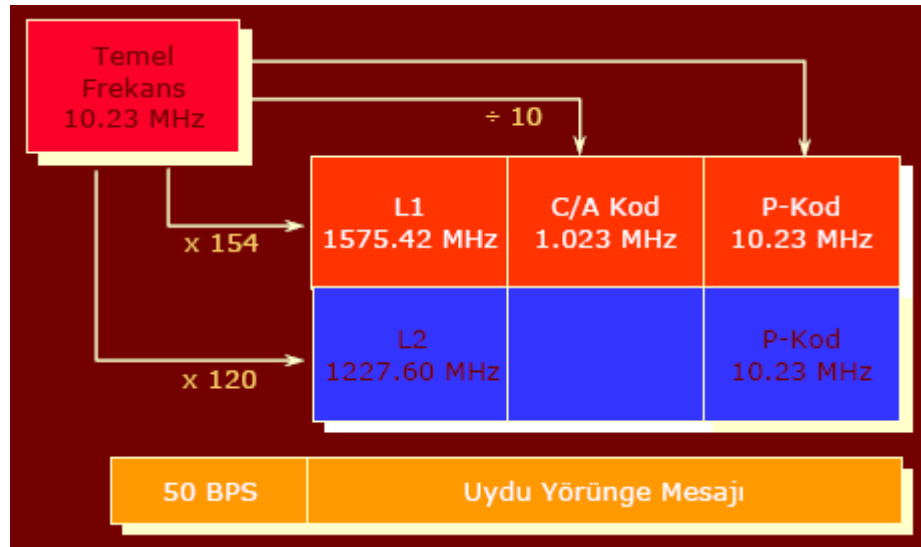 Temel
Frekans
10.23 MHz
÷ 10
x 154
L1
1575.42 MHz
C/A Kod
1.023 MHz
P-Kod
10.23 MHz
x 120
L2
1227.60 MHz
P-Kod
10.23 MHz
50 BPS
Uydu Yörünge Mesajı